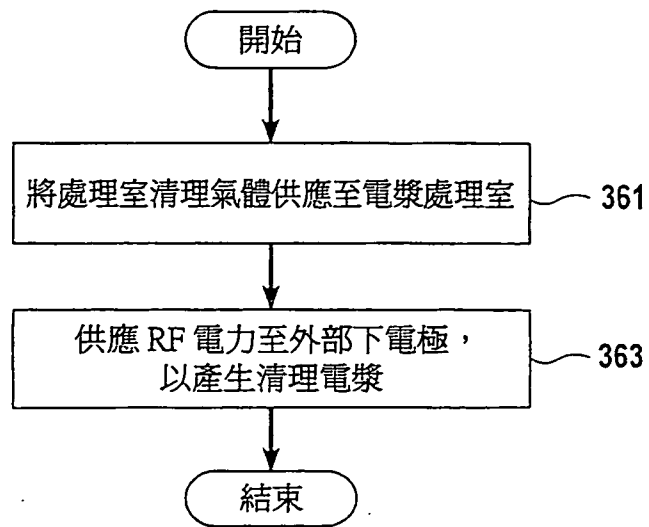 開始
將處理室清理氣體供應至電漿處理室
361
供應 RF 電力至外部下電極，
以產生清理電漿
363
結束